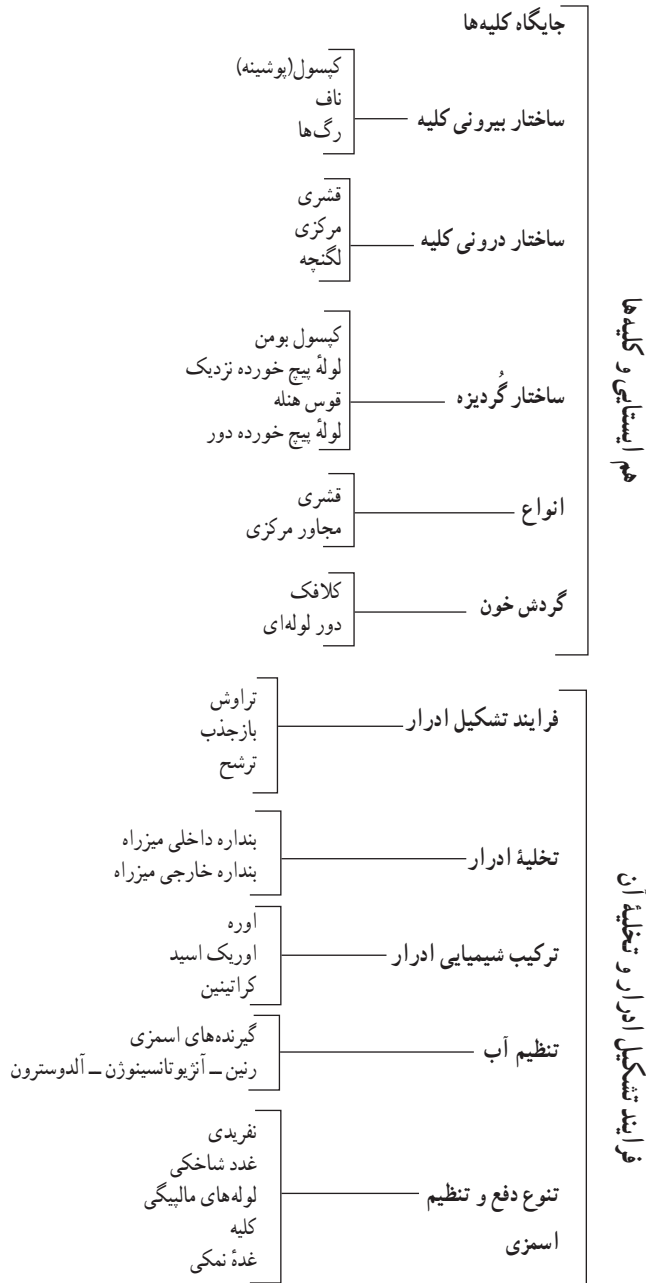 هم ایستایی و کلیه‌ها
جایگاه کلیه‌ها
ساختار بیرونی کلیه
کپسول(پوشینه)
ناف
رگ‌ها
ساختار درونی کلیه
قشری
مرکزی
لگنچه
ساختار گُردیزه
کپسول بومن
لولهٔ پیچ خورده نزدیک
قوس هنله
لولهٔ پیچ خورده دور
انواع
قشری
مجاور مرکزی
گردش خون
کلافک
دور لوله‌ای
فرایند تشکیل ادرار و تخلیهٔ آن
فرایند تشکیل ادرار
تراوش
بازجذب
ترشح
تخلیهٔ ادرار
بنداره داخلی میزراه
بنداره خارجی میزراه
ترکیب شیمیایی ادرار
اوره
اوریک اسید
کراتینین
تنظیم آب
گیرنده‌های اسمزی
رنین ــ آنژیوتانسینوژن ــ آلدوسترون
تنوع دفع و تنظیم
اسمزی
نفریدی
غدد شاخکی
لوله‌های مالپیگی
کلیه
غدهٔ نمکی